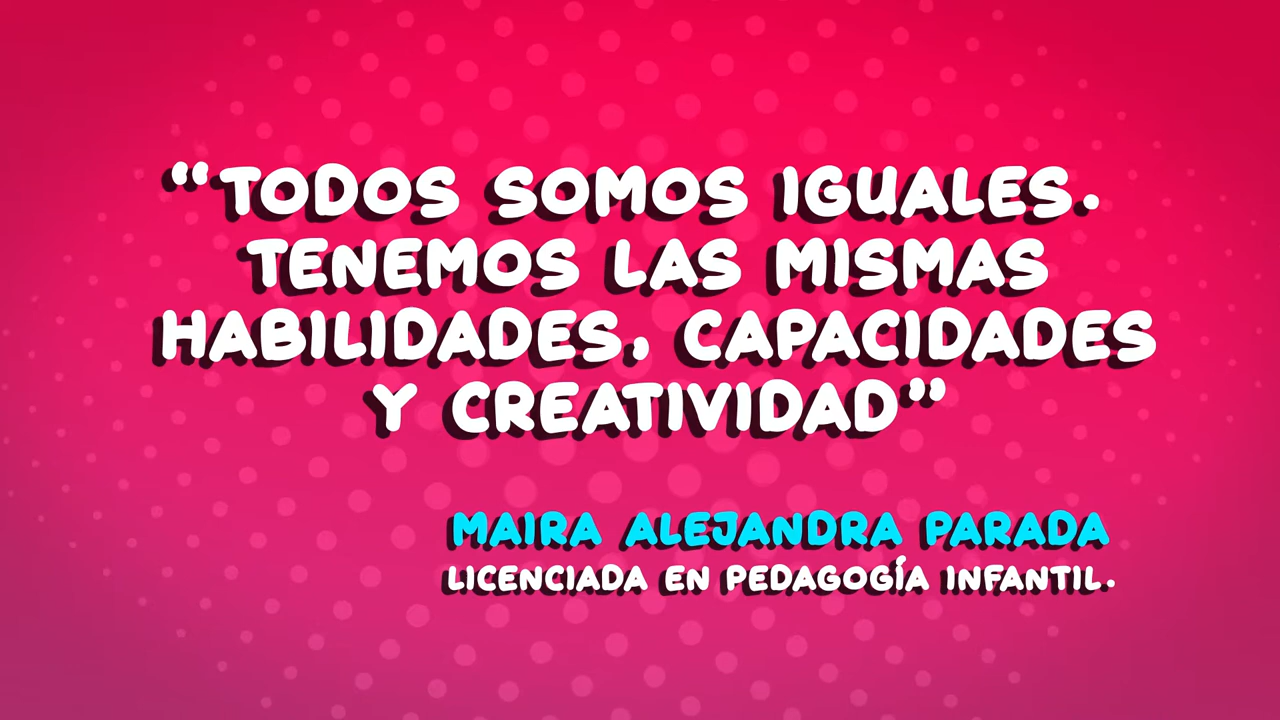 “TODOS SOMOS IGUALES.
TENEMOS LAS MISMAS
HABILIDADES, CAPACIDADES
Y CREATIVIDAD”
MAIRA ALEJANDRA PARADA
LICENCIADA EN PEDAGOGÍA INFANTIL.